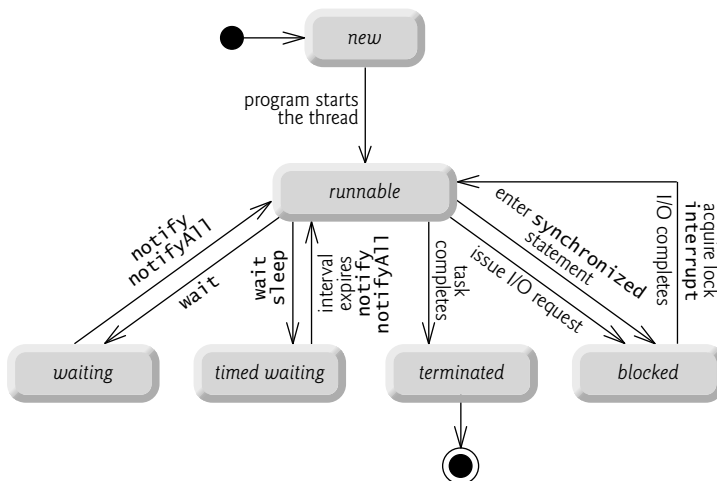 new
program starts
the thread
runnable
notify
notifyAll
wait
wait
sleep
interval
expires
notify
notifyAll
task
completes
enter synchronized
statement
issue I/O request
I/O completes
interrupt
acquire lock
waiting
timed waiting
terminated
blocked